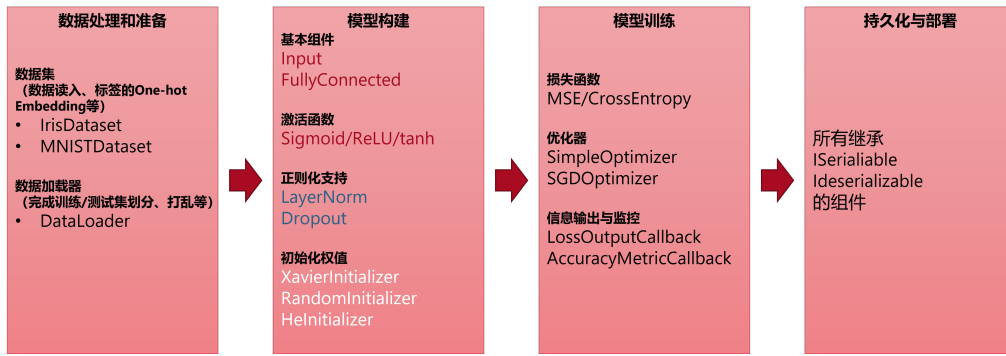 数据处理和准备
数据集
（数据读入、标签的One-hot
Embedding等）
• IrisDataset
• MNISTDataset
数据加载器
（完成训练/测试集划分、打乱等）
• DataLoader
模型构建
基本组件
Input
FullyConnected
激活函数
Sigmoid/ReLU/tanh
正则化支持
LayerNorm
Dropout
初始化权值
XavierInitializer
RandomInitializer
HeInitializer
模型训练
损失函数
MSE/CrossEntropy
优化器
SimpleOptimizer
SGDOptimizer
信息输出与监控
LossOutputCallback
AccuracyMetricCallback
持久化与部署
所有继承
ISerialiable
Ideserializable
的组件